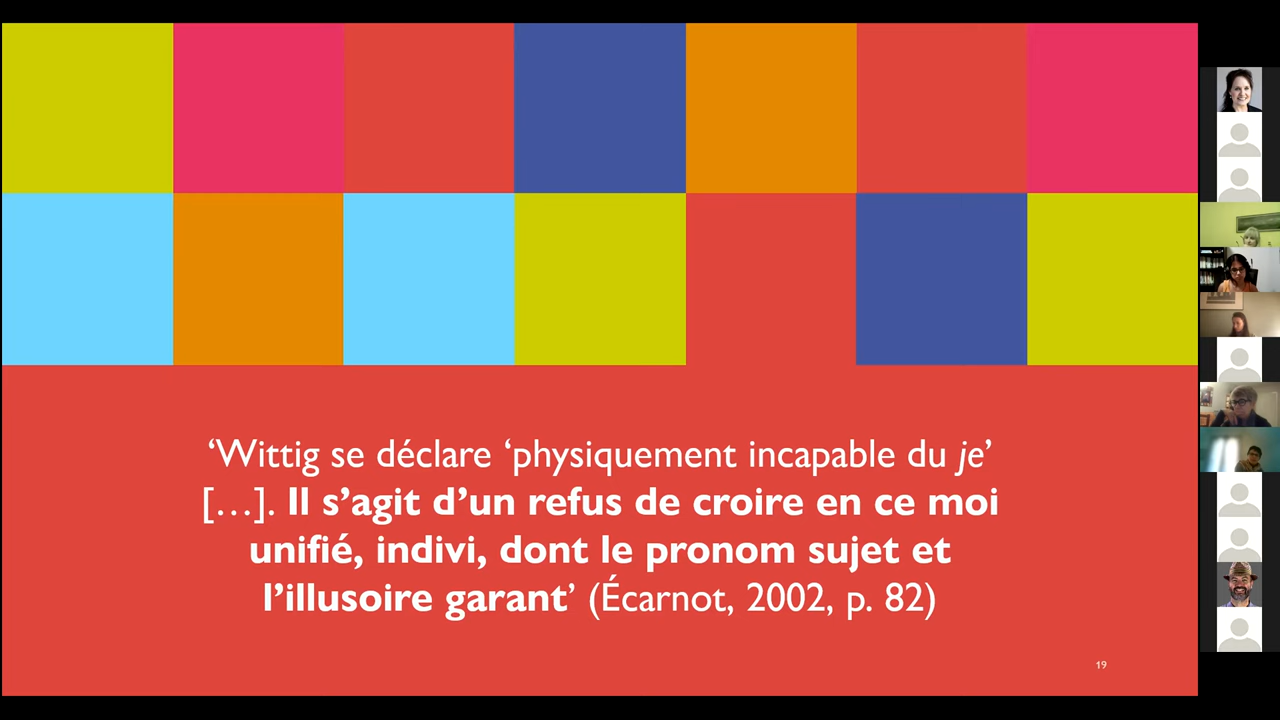 ‘Wittig se déclare ‘physiquement incapable du je’
[…]. Il s’agit d’un refus de croire en ce moi
unifié, indivi, dont le pronom sujet et
l’illusoire garant’ (Écarnot, 2002, p. 82)
19